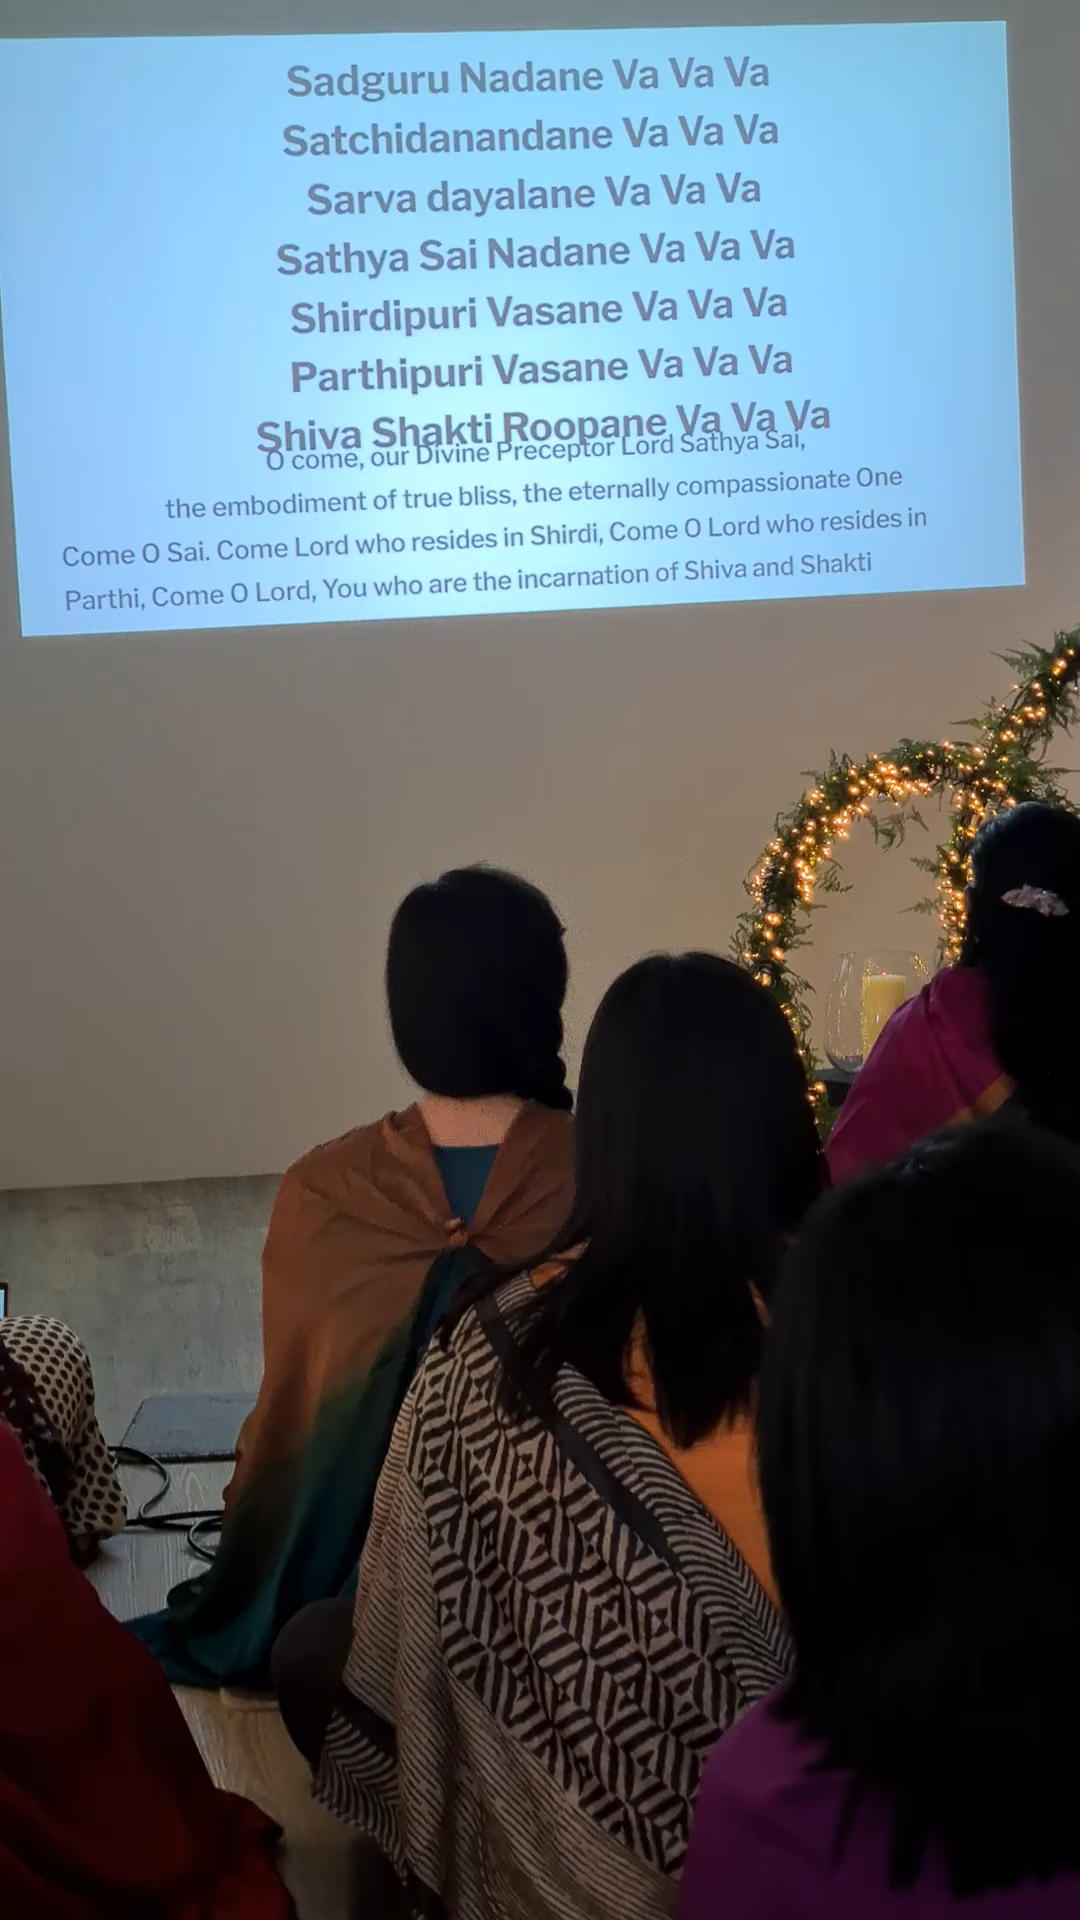 Sadguru Nadane Va Va Va
Satchidanandane Va Va Va
Sarva dayalane Va Va Va
Sathya Sai Nadane Va Va Va
Shirdipuri Vasane Va Va Va
Parthipuri Vasane Va Va Va
Shiva Shakti Roopane Va Va Va
O come, our Divine Preceptor Lord Sathya Sai,
the embodiment of true bliss, the eternally compassionate One
Come O Sai. Come Lord who resides in Shirdi, Come O Lord who resides in
Parthi, Come O Lord, You who are the incarnation of Shiva and Shakti